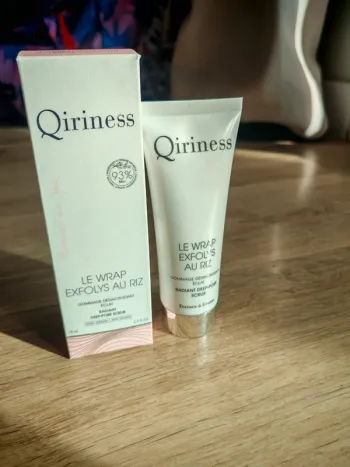 Qiriness
93%
LE WRAP
EXFOLYS AU RIZ
GOMMAGE DÉSINCRUSTANT
ÉCLAT
RADIANT
DEEP-PORE SCRUB
Qiriness
LE WRAP
EXFOLYS
AU RIZ
GOMMAGE DÉSINCRUSTANT
ÉCLAT
RADIANT DEEP-PORE
SCRUB